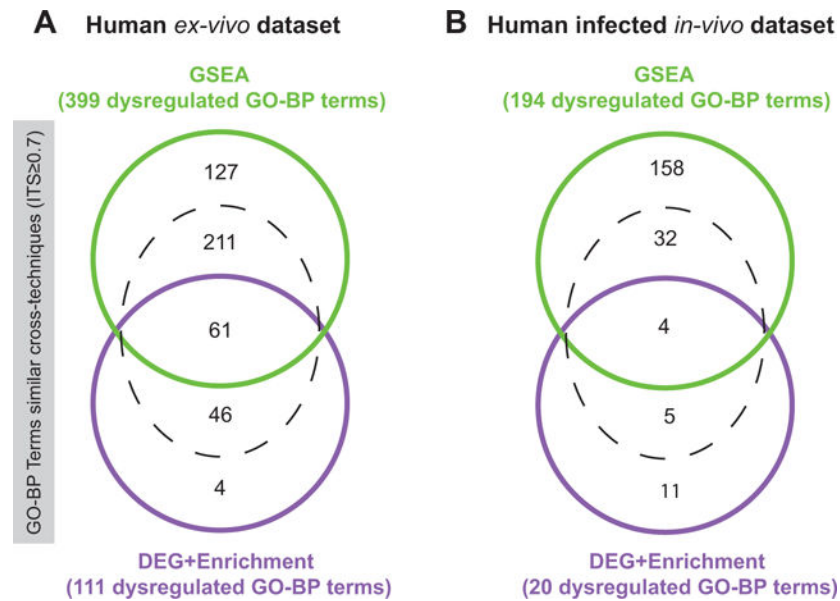 A Human ex-vivo dataset
GSEA
(399 dysregulated GO-BP terms)
GO-BP Terms similar cross-techniques (ITS≥0.7)
127
211
61
46
4
DEG+Enrichment
(111 dysregulated GO-BP terms)
B Human infected in-vivo dataset
GSEA
(194 dysregulated GO-BP terms)
158
32
4
5
11
DEG+Enrichment
(20 dysregulated GO-BP terms)